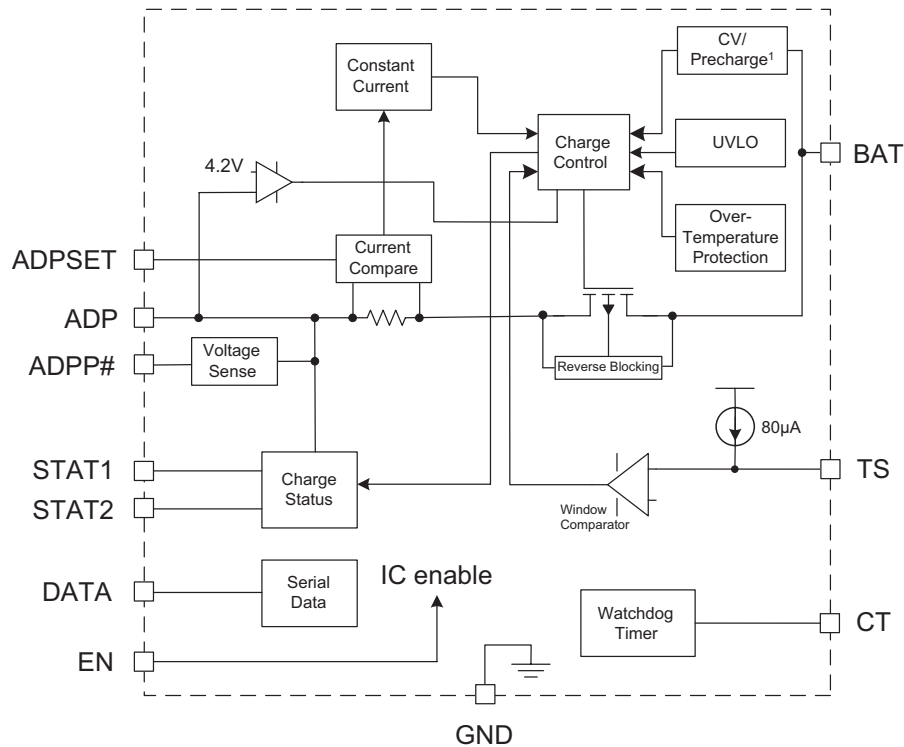 Constant
Current
CV/
Precharge¹
Charge
Control
UVLO
BAT
4.2V
Over-
Temperature
Protection
ADPSET
Current
Compare
ADP
ADPP#
Voltage
Sense
Reverse Blocking
80µA
STAT1
STAT2
Charge
Status
TS
Window
Comparator
DATA
Serial
Data
IC enable
Watchdog
Timer
CT
EN
GND